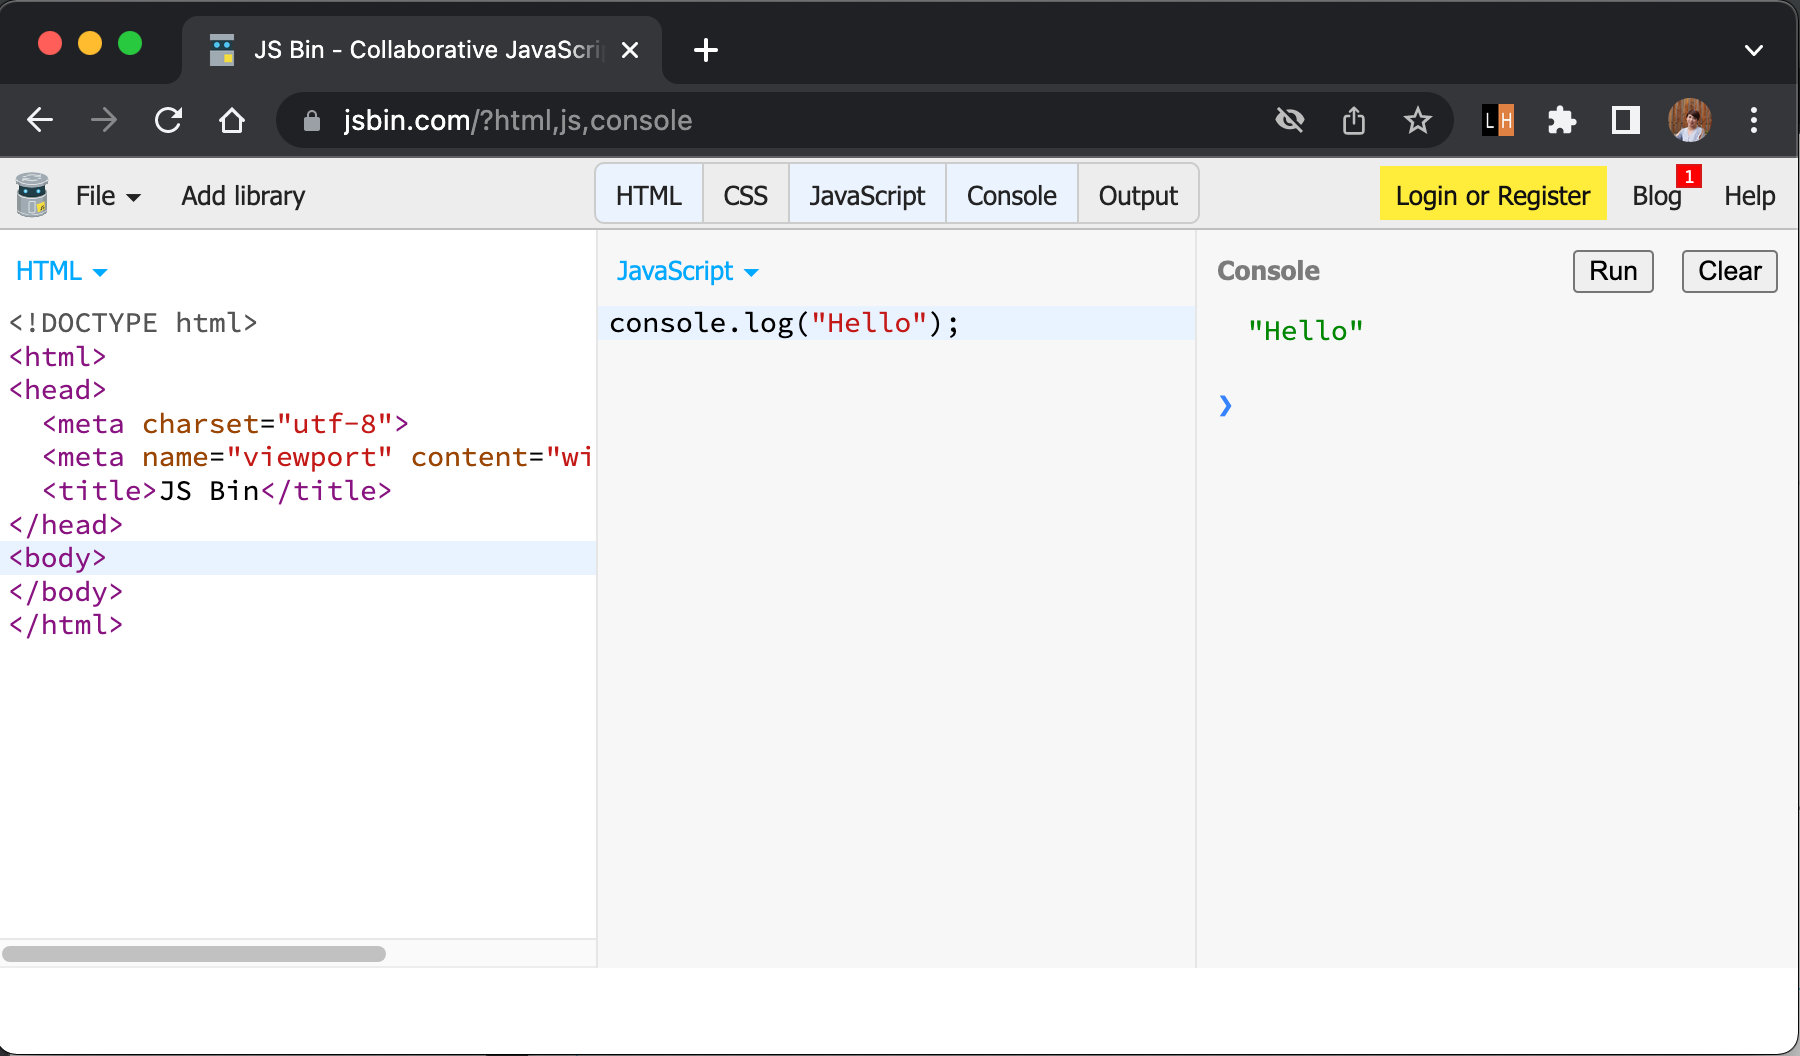 JS Bin - Collaborative JavaScri
jsbin.com/?html,js,console
LH
File
Add library
HTML
CSS
JavaScript
Console
Output
Login or Register
Blog
1
Help
HTML
<!DOCTYPE html>
<html>
<head>
  <meta charset="utf-8">
  <meta name="viewport" content="wi
  <title>JS Bin</title>
</head>
<body>
</body>
</html>
JavaScript
console.log("Hello");
Console
Run
Clear
"Hello"
❯